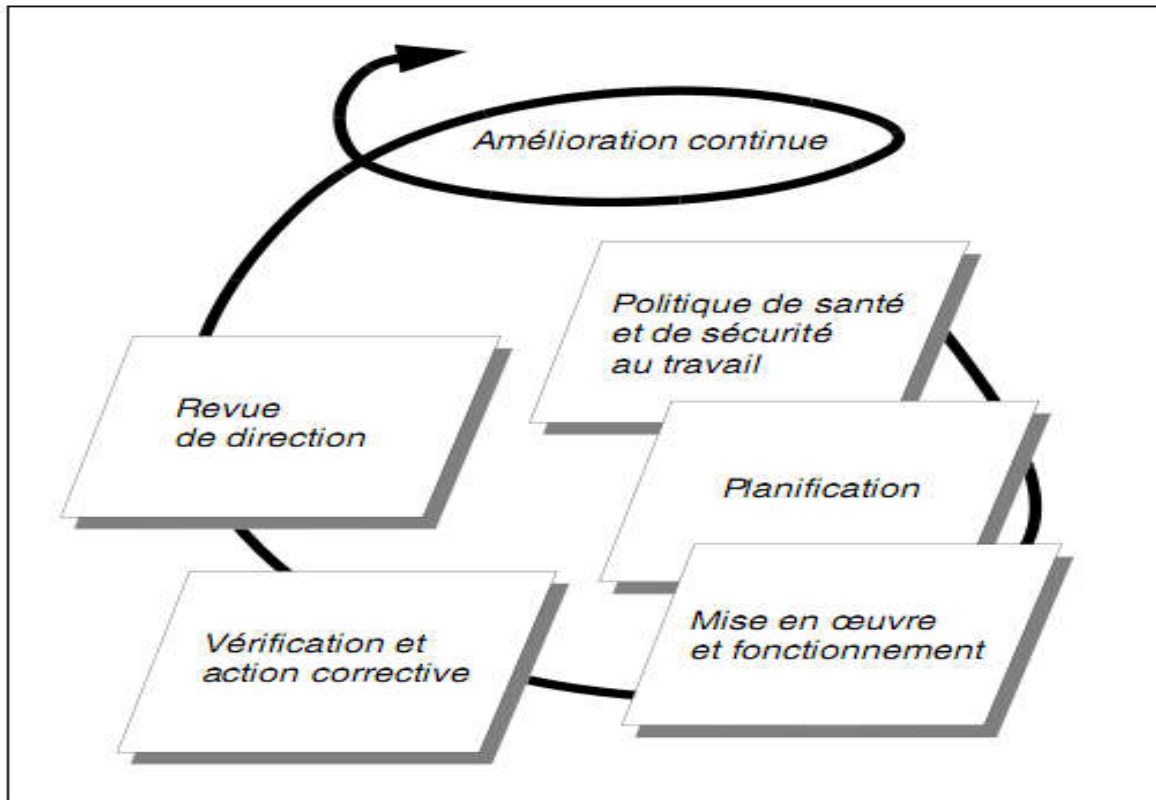 Amélioration continue
Politique de santé
et de sécurité
au travail
Planification
Mise en œuvre
et fonctionnement
Vérification et
action corrective
Revue
de direction